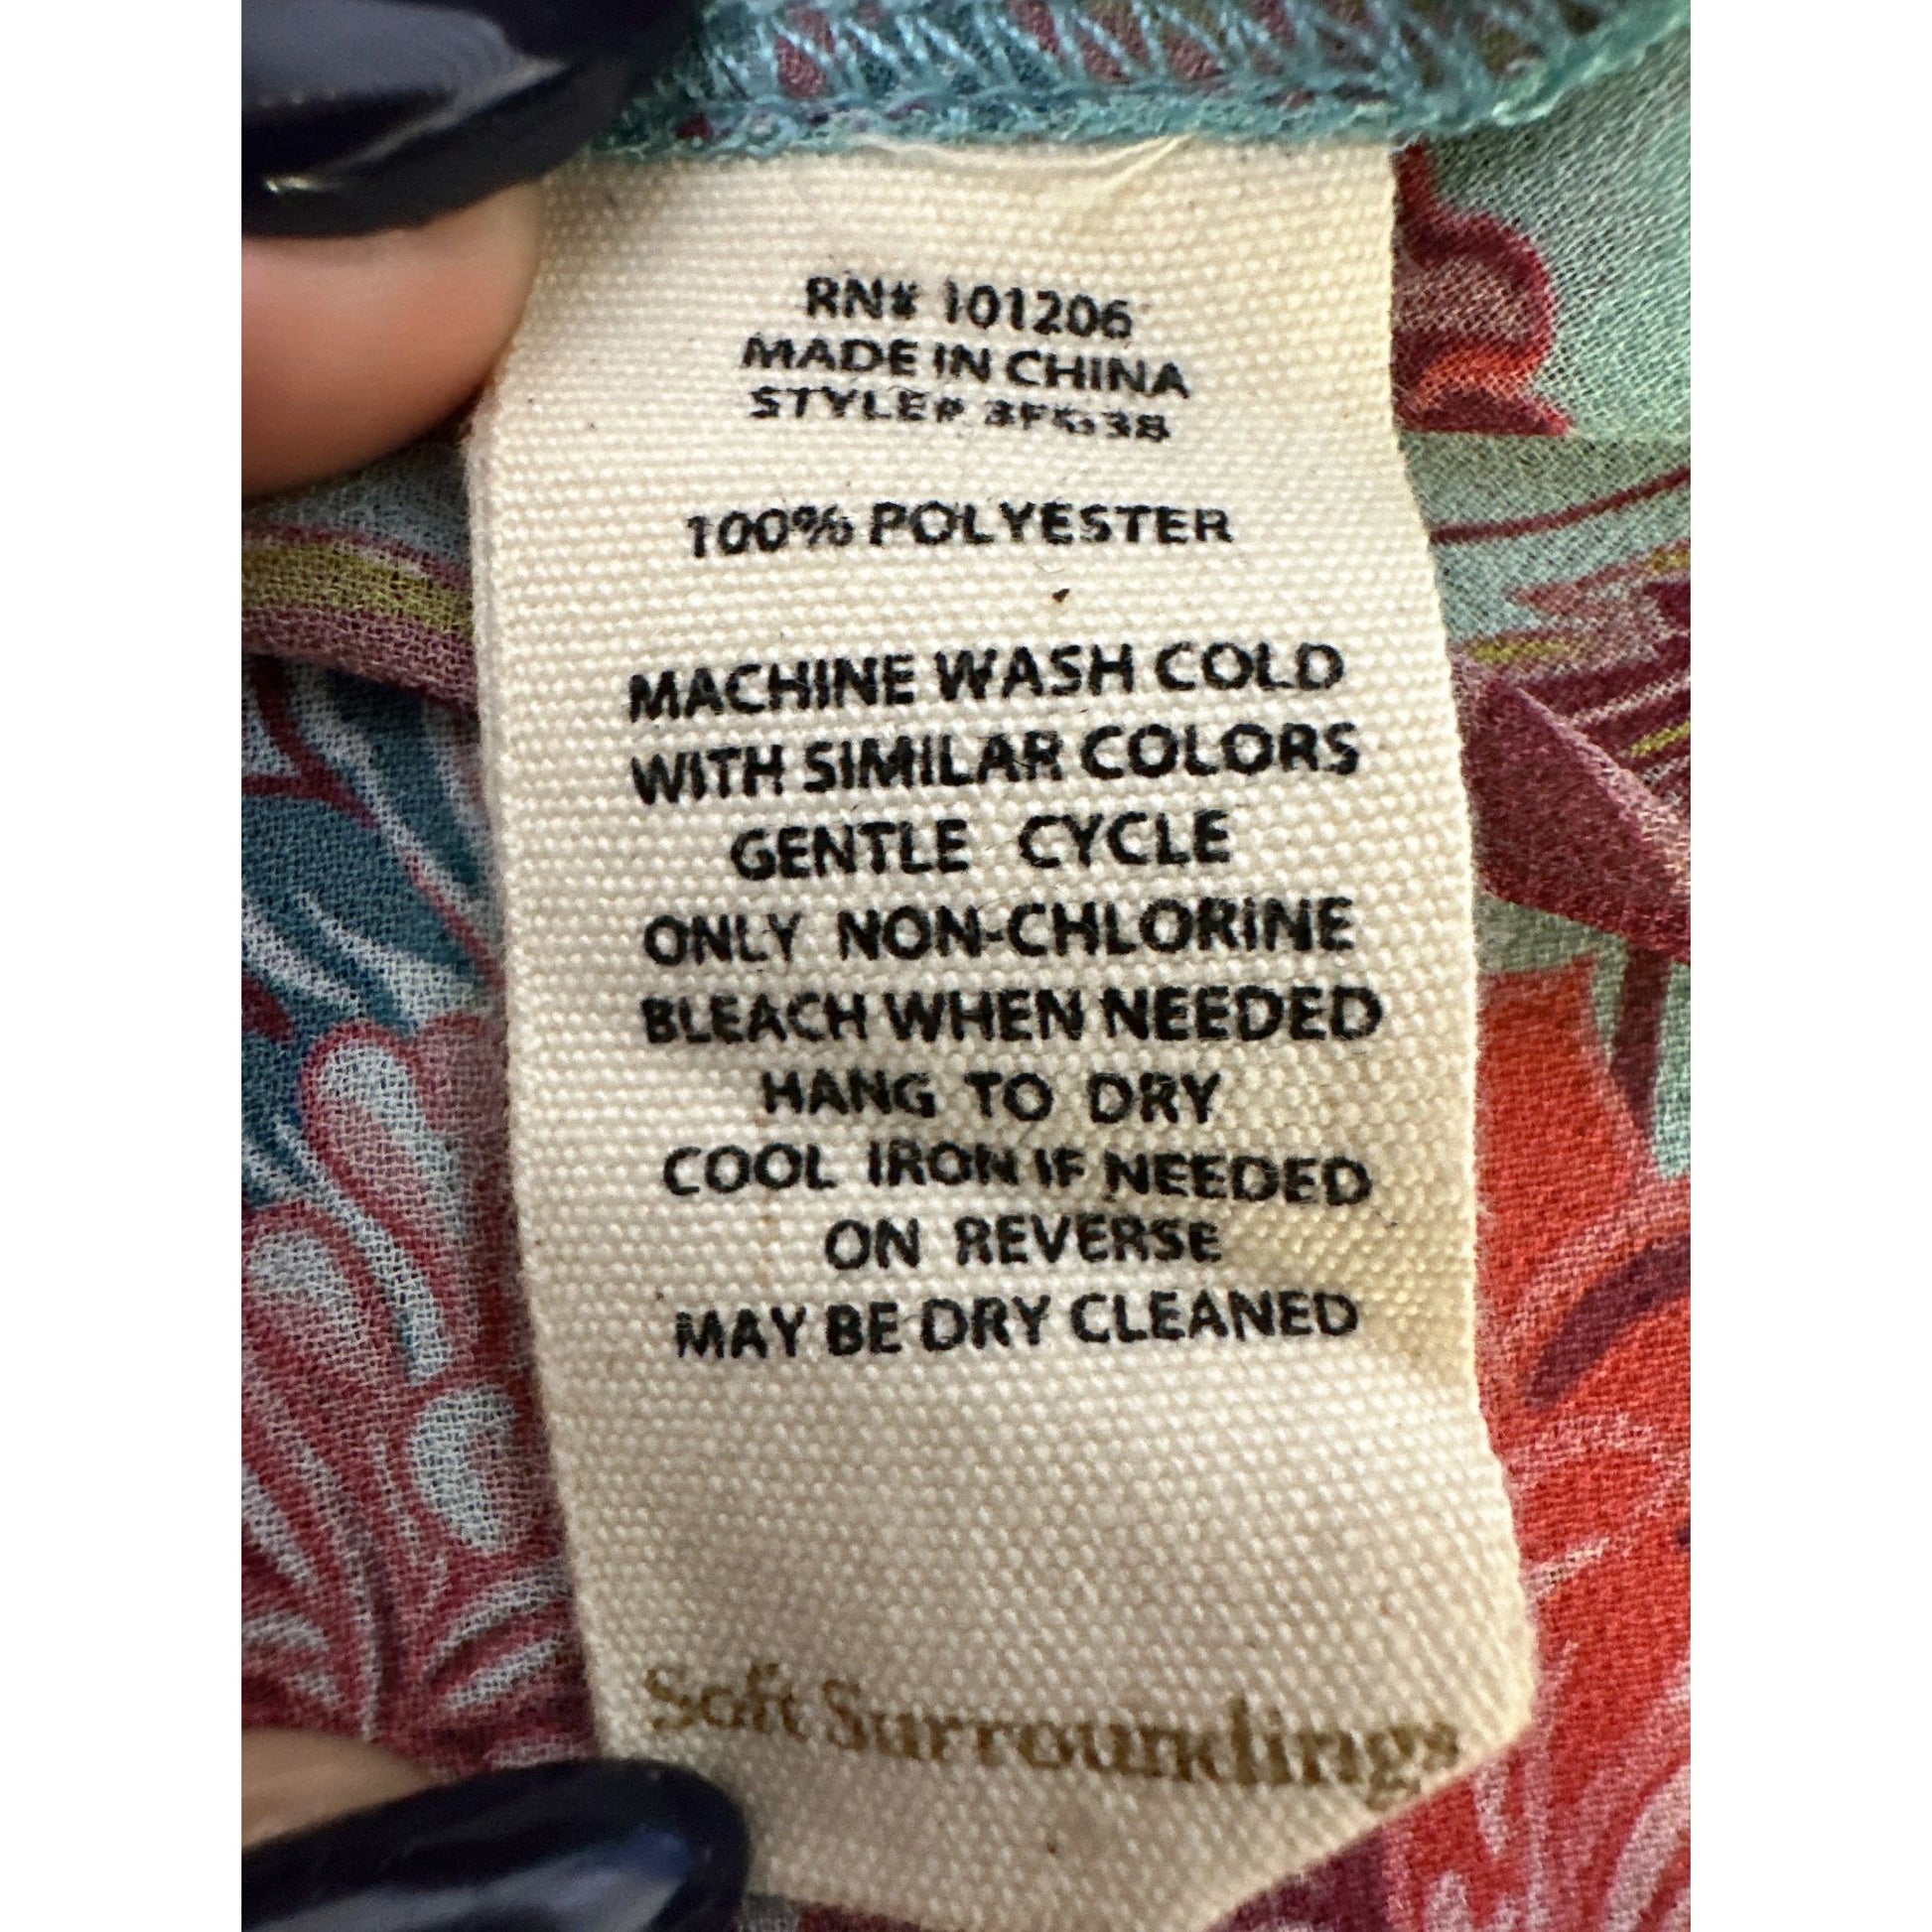 RN# 101206
MADE IN CHINA
STYLE#
100% POLYESTER
MACHINE WASH COLD
WITH SIMILAR COLORS
GENTLE CYCLE
ONLY NON-CHLORINE
BLEACH WHEN NEEDED
HANG TO DRY
COOL IRON IF NEEDED
ON REVERSE
MAY BE DRY CLEANED
Soft Surroundings